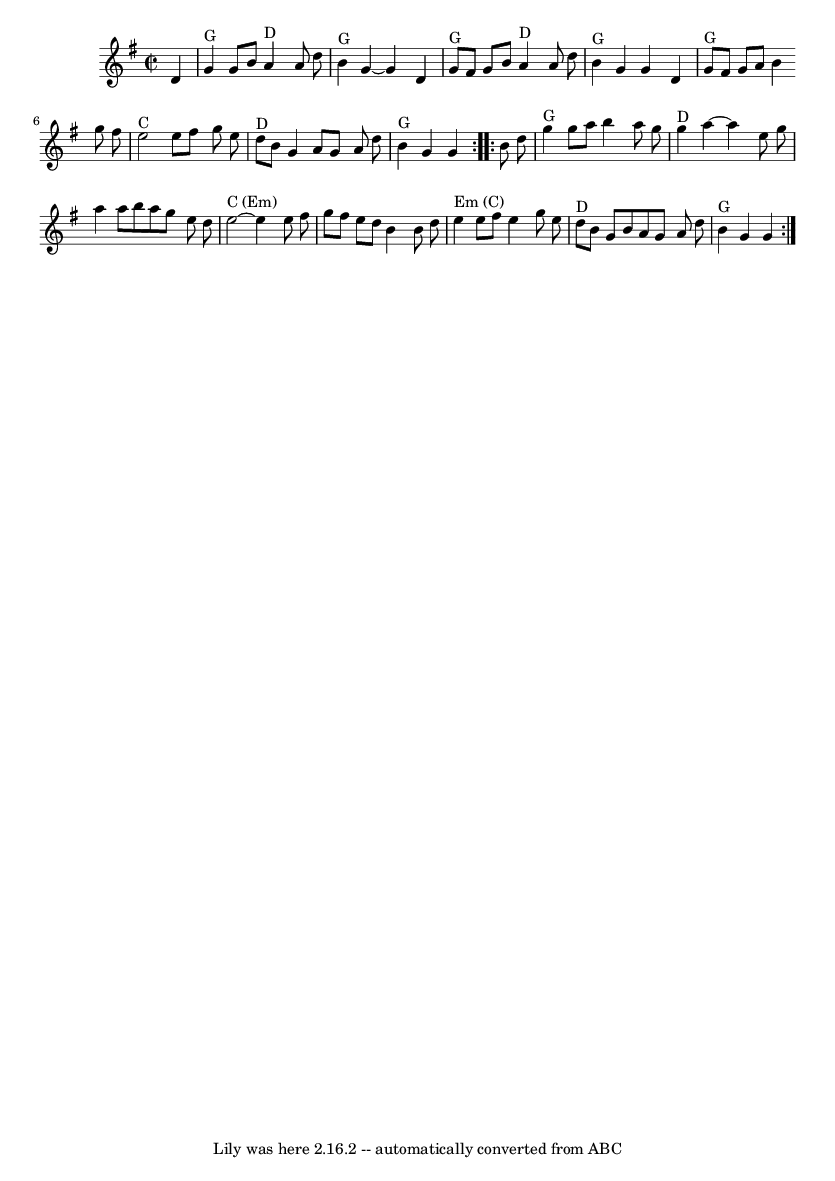 G D G G D G G
6 C D G G D
C (Em) Em (C) D G
Lily was here 2.16.2 -- automatically converted from ABC